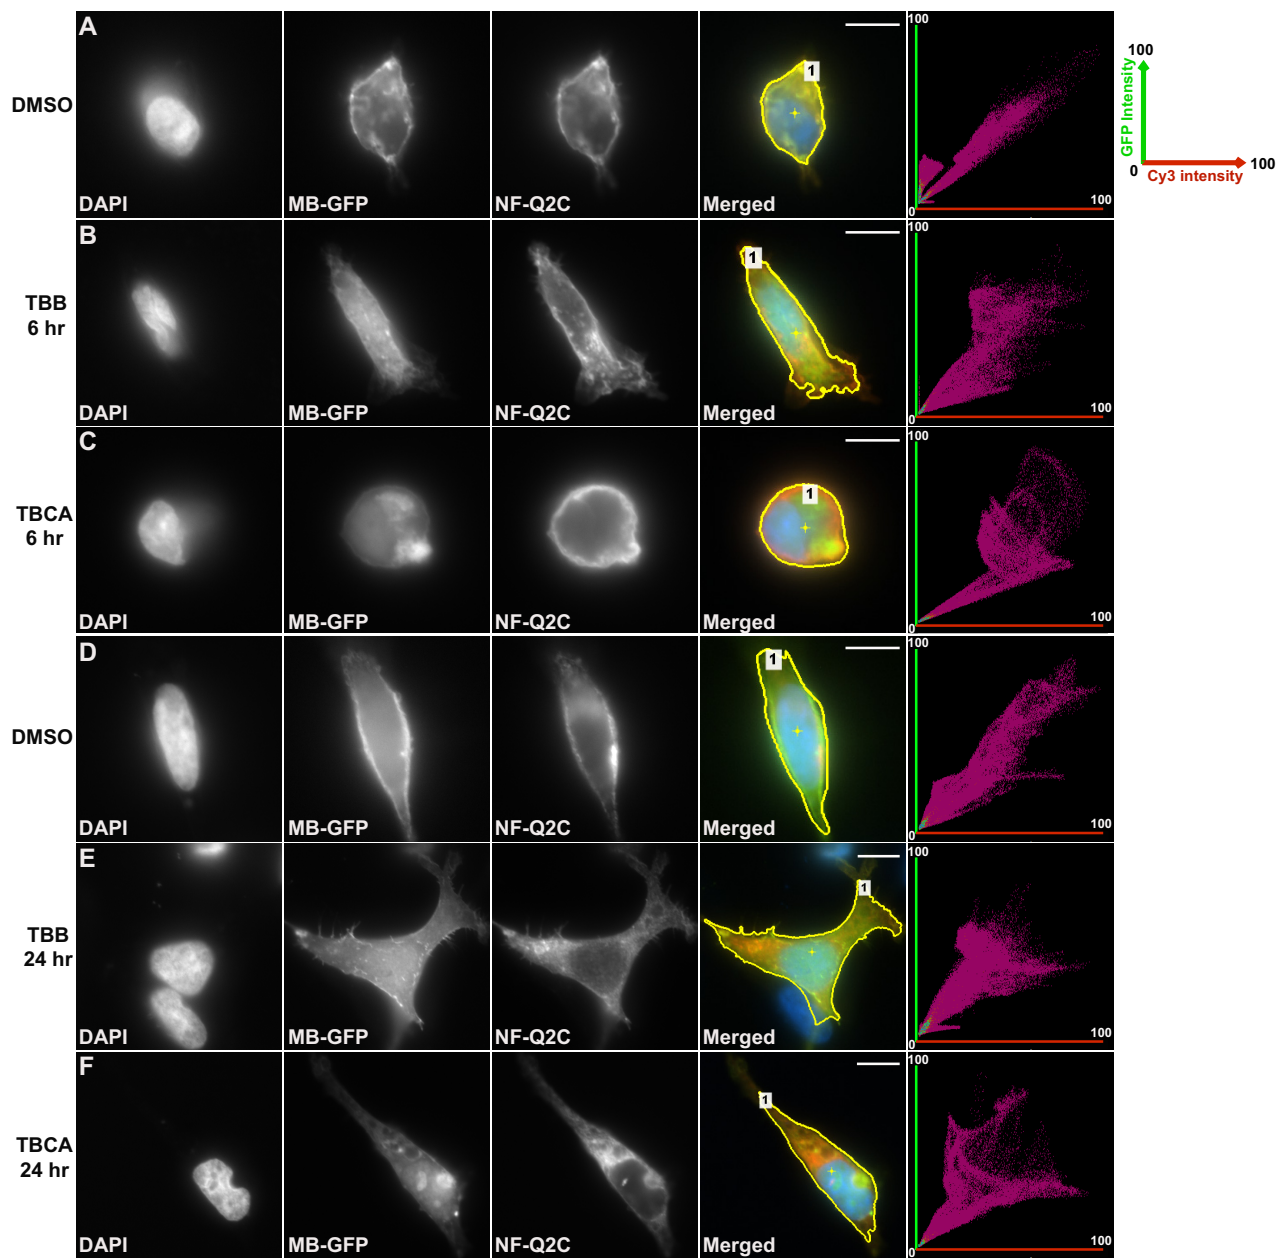 A
DMSO
DAPI
MB-GFP
NF-Q2C
Merged
1
100
0
100
100
GFP Intensity
0
Cy3 intensity
100
B
TBB
6 hr
DAPI
MB-GFP
NF-Q2C
Merged
1
100
0
100
C
TBCA
6 hr
DAPI
MB-GFP
NF-Q2C
Merged
1
100
0
100
D
DMSO
DAPI
MB-GFP
NF-Q2C
Merged
1
100
0
100
E
TBB
24 hr
DAPI
MB-GFP
NF-Q2C
Merged
1
100
0
100
F
TBCA
24 hr
DAPI
MB-GFP
NF-Q2C
Merged
1
100
0
100